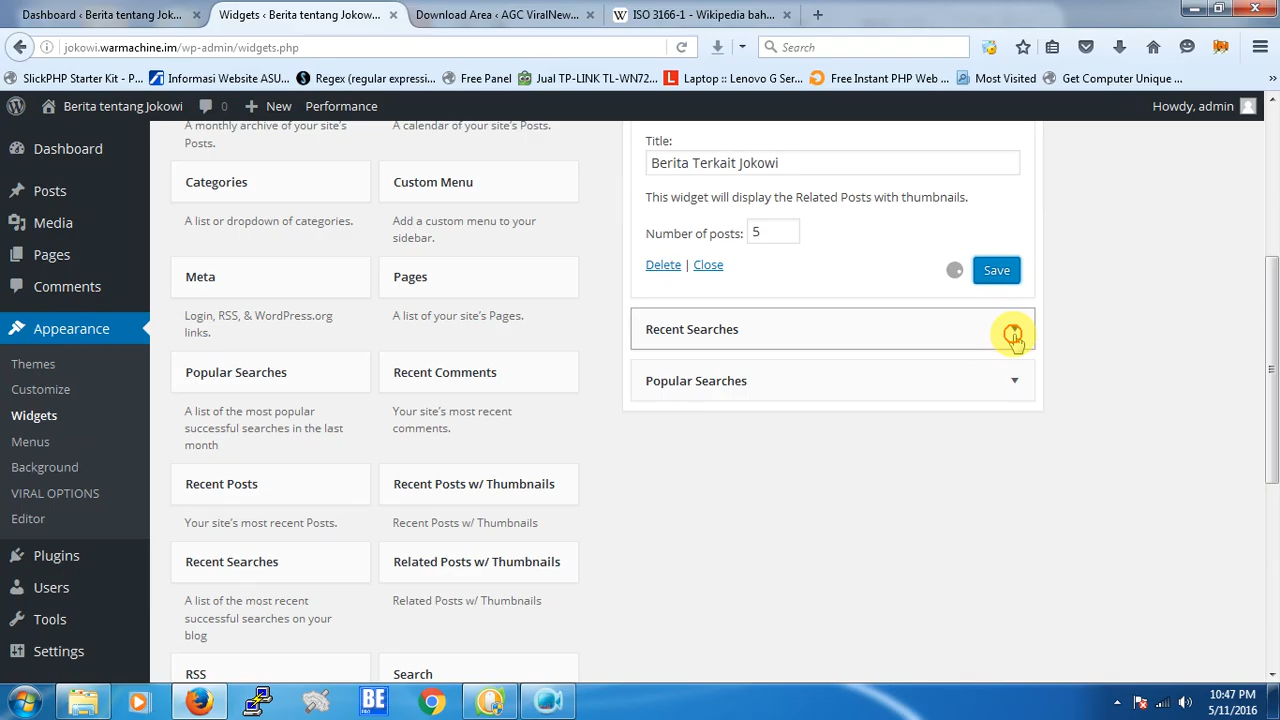 Dashboard ‹ Berita tentang Jok...
Widgets ‹ Berita tentang Jokow...
Download Area - AGC ViralNew...
W ISO 3166-1 - Wikipedia bah...
jokowi.warmachine.im/wp-admin/widgets.php
Search
SlickPHP Starter Kit - P...
Informasi Website ASU...
Regex (regular expressi...
Free Panel
Jual TP-LINK TL-WN72...
Laptop :: Lenovo G Ser...
Free Instant PHP Web ...
Most Visited
Get Computer Unique ...
Berita tentang Jokowi
0
New
Performance
Howdy, admin
Dashboard
Posts
Media
Pages
Comments
Appearance
Themes
Customize
Widgets
Menus
Background
VIRAL OPTIONS
Editor
Plugins
Users
Tools
Settings
A monthly archive of your site's
Posts.
A calendar of your site's Posts.
Categories
Custom Menu
A list or dropdown of categories.
Add a custom menu to your
sidebar.
Meta
Pages
Login, RSS, & WordPress.org
links.
A list of your site's Pages.
Popular Searches
Recent Comments
A list of the most popular
successful searches in the last
month
Your site's most recent
comments.
Recent Posts
Recent Posts w/ Thumbnails
Your site's most recent Posts.
Recent Posts w/ Thumbnails
Recent Searches
Related Posts w/ Thumbnails
A list of the most recent
successful searches on your
blog
Related Posts w/ Thumbnails
RSS
Search
Title:
Berita Terkait Jokowi
This widget will display the Related Posts with thumbnails.
Number of posts: 5
Delete | Close
Save
Recent Searches
Popular Searches
BE
10:47 PM
5/11/2016